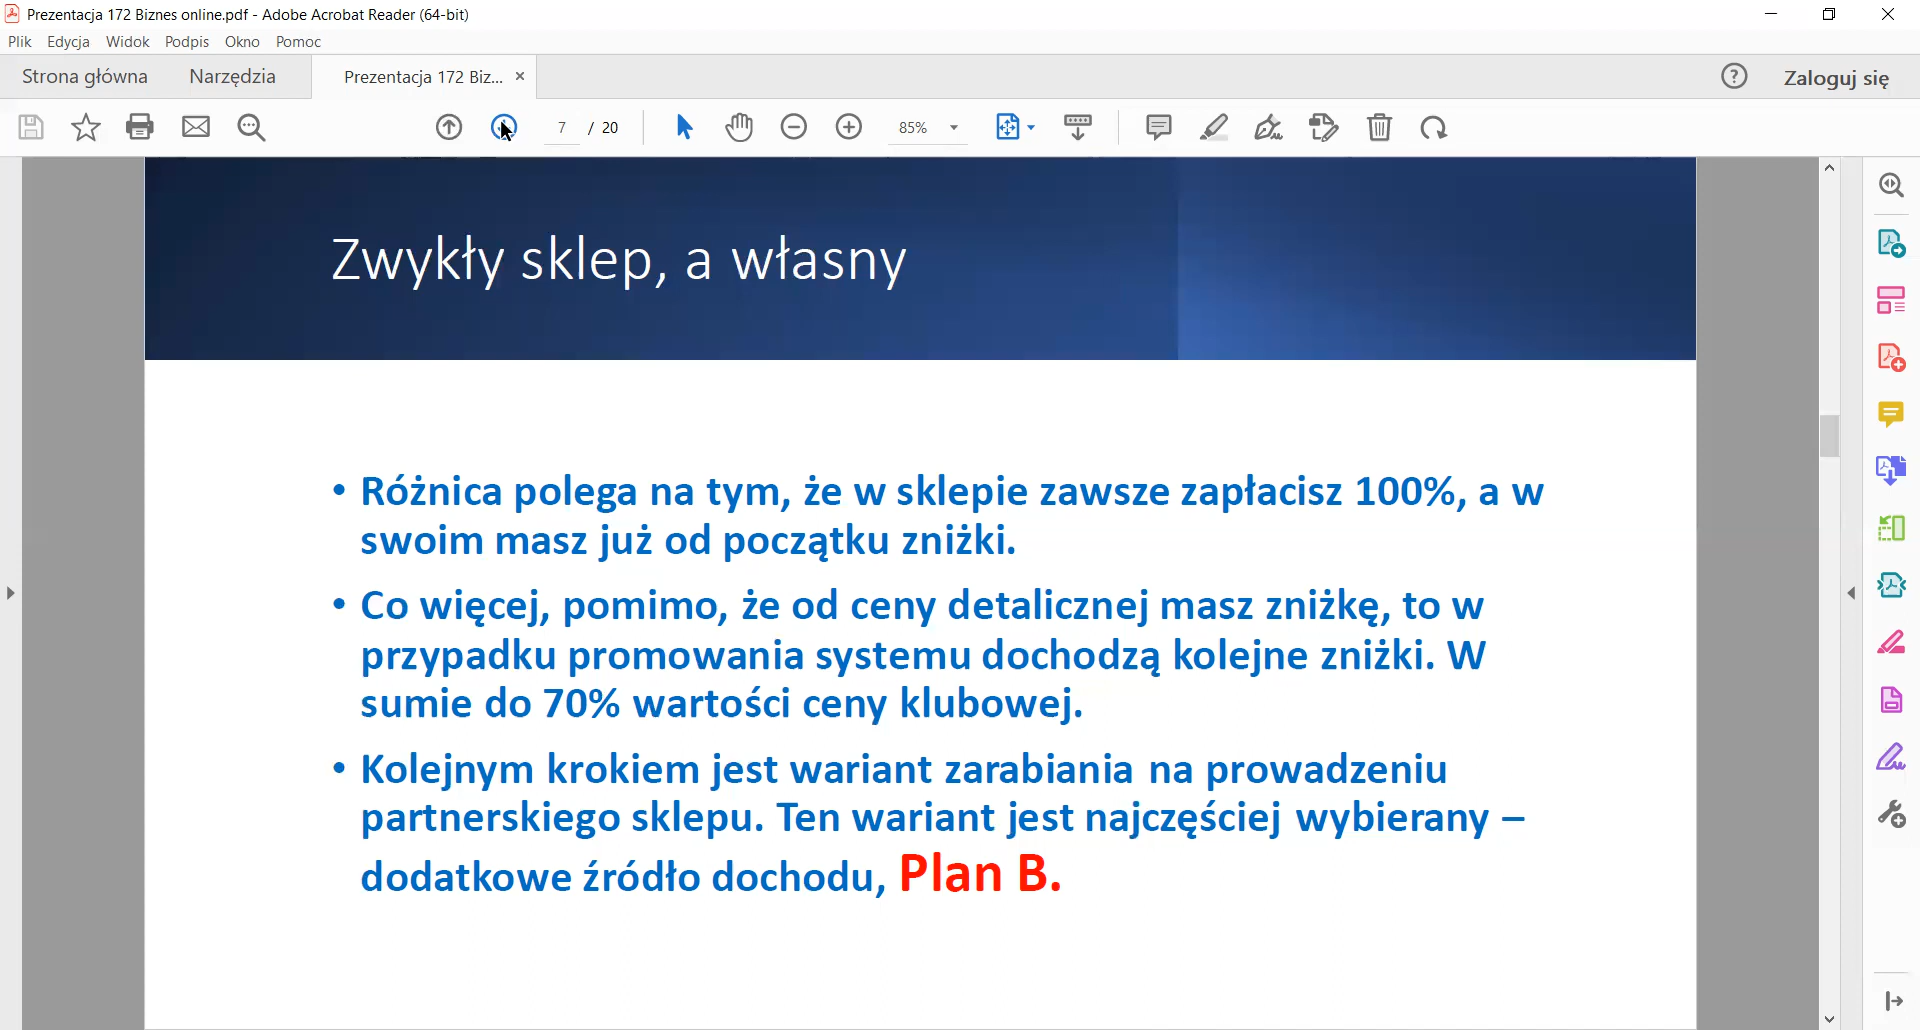 Prezentacja 172 Biznes online.pdf - Adobe Acrobat Reader (64-bit)
Plik Edycja Widok Podpis Okno Pomoc
Strona główna Narzędzia Prezentacja 172 Biz... Zaloguj się
7 / 20 85%
Zwykły sklep, a własny
• Różnica polega na tym, że w sklepie zawsze zapłacisz 100%, a w
swoim masz już od początku zniżki.
• Co więcej, pomimo, że od ceny detalicznej masz zniżkę, to w
przypadku promowania systemu dochodzą kolejne zniżki. W
sumie do 70% wartości ceny klubowej.
• Kolejnym krokiem jest wariant zarabiania na prowadzeniu
partnerskiego sklepu. Ten wariant jest najczęściej wybierany –
dodatkowe źródło dochodu, Plan B.